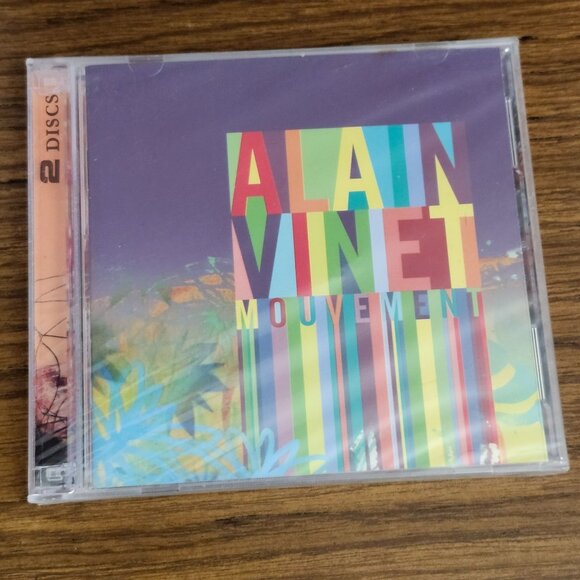 2 DISCS
ALAIN
VINET
MOUVEMENT